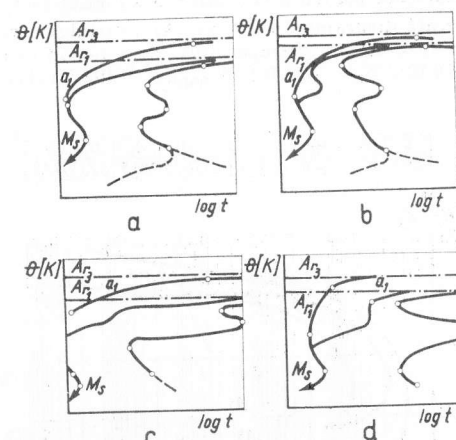 ϑ[K]
Ar3
Ar1
a1
Ms
log t
a
ϑ[K]
Ar3
Ar1
a1
Ms
log t
b
ϑ[K]
Ar3
Ar1
a1
Ms
log t
c
ϑ[K]
Ar3
Ar1
a1
Ms
log t
d